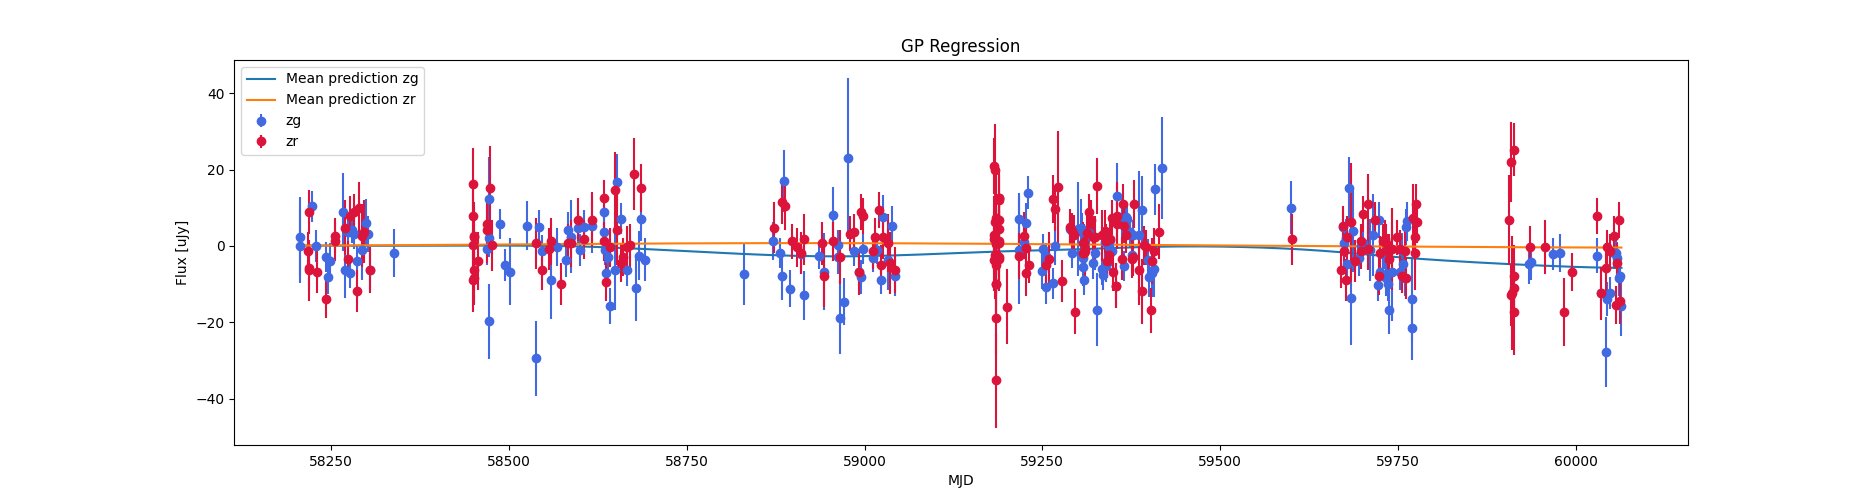 GP Regression
Mean prediction zg
Mean prediction zr
zg
zr
Flux [uJy]
40
20
0
−20
−40
58250
58500
58750
59000
59250
59500
59750
60000
MJD